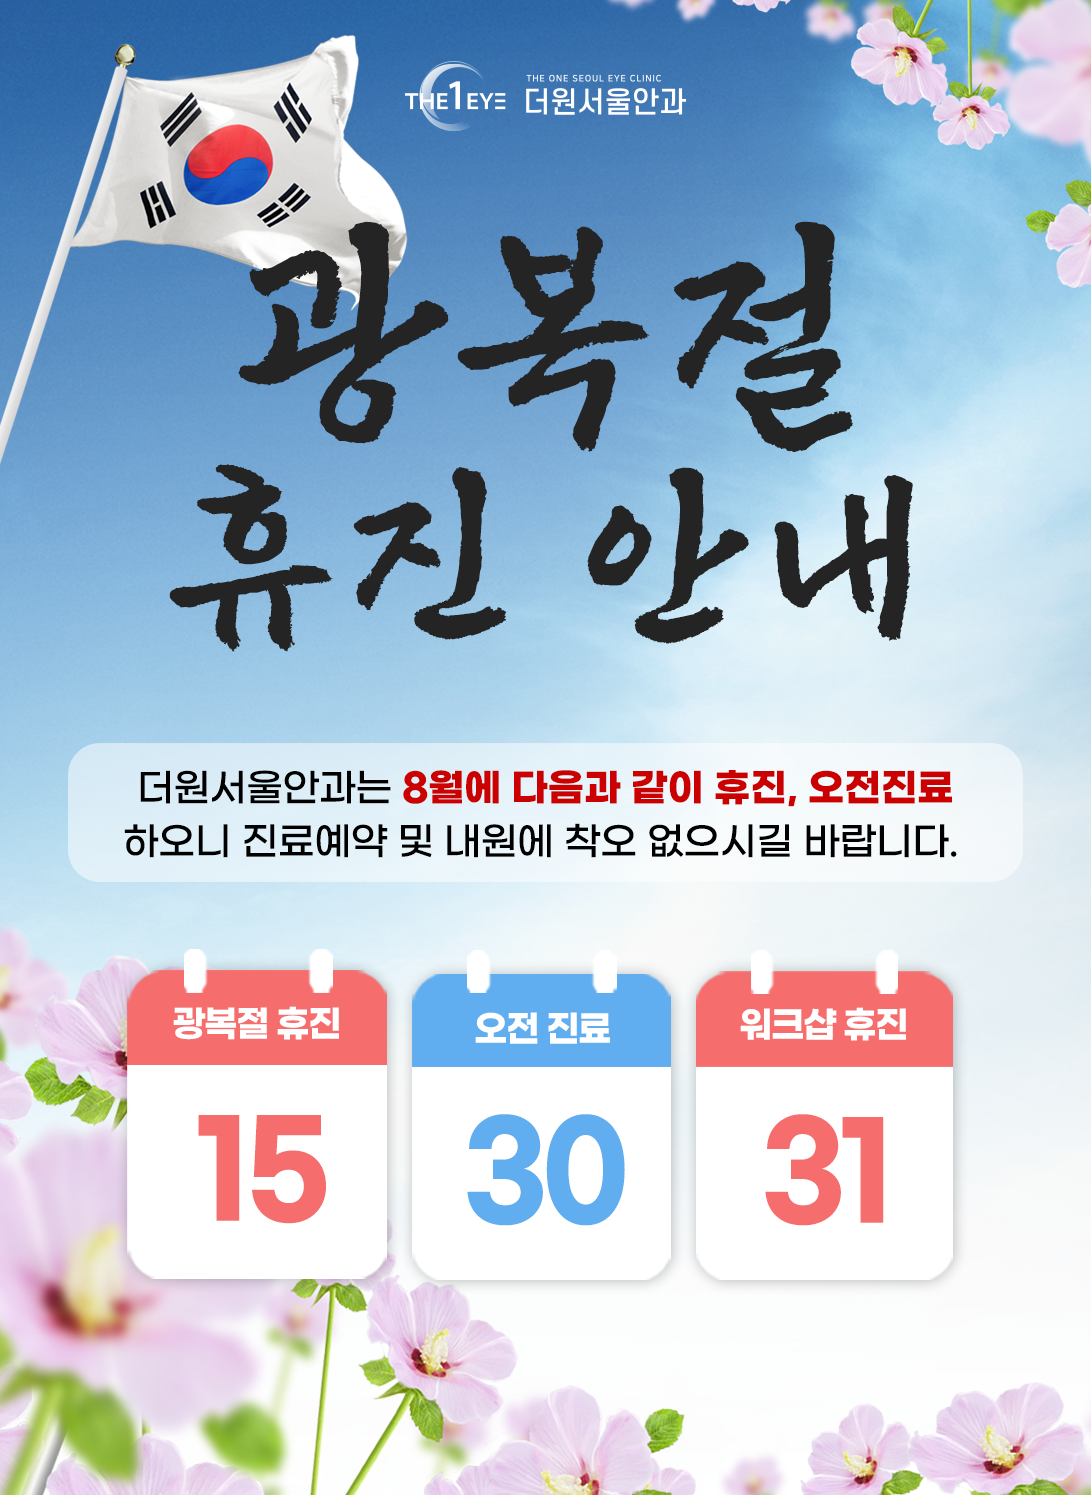 THE1EYE
THE ONE SEOUL EYE CLINIC
더원서울안과
광복절
휴진 안내
더원서울안과는 8월에 다음과 같이 휴진, 오전진료
하오니 진료예약 및 내원에 착오 없으시길 바랍니다.
광복절 휴진
15
오전 진료
30
워크샵 휴진
31